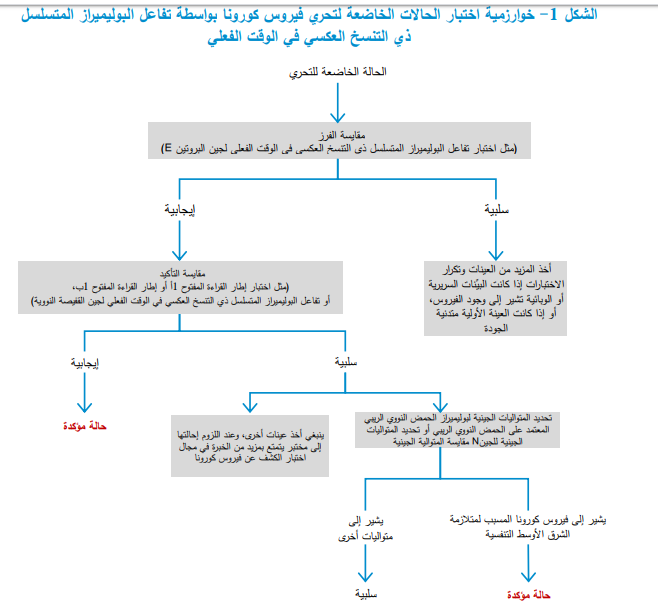 الشكل 1- خوارزمية اختبار الحالات الخاضعة لتحري فيروس كورونا بواسطة تفاعل البوليميراز المتسلسل
ذي التنسخ العكسي في الوقت الفعلي
الحالة الخاضعة للتحري
مقايسة الفرز
(مثل اختبار تفاعل البوليميراز المتسلسل ذي التنسخ العكسي في الوقت الفعلي لجين البروتين E)
إيجابية
سلبية
مقايسة التأكيد
(مثل اختبار إطار القراءة المفتوح 1أ أو إطار القراءة المفتوح 1ب،
أو تفاعل البوليميراز المتسلسل ذي التنسخ العكسي في الوقت الفعلي لجين القفيصة النووية)
أخذ المزيد من العينات وتكرار
الاختبارات إذا كانت البيِّنات السريرية
أو الوبائية تشير إلى وجود الفيروس،
أو إذا كانت العينة الأولية متدنية
الجودة
إيجابية
سلبية
حالة مؤكدة
ينبغي أخذ عينات أخرى، وعند اللزوم إحالتها
إلى مختبر يتمتع بمزيد من الخبرة في مجال
اختبار الكشف عن فيروس كورونا
تحديد المتواليات الجينية لبوليميراز الحمض النووي الريبي
المعتمد على الحمض النووي الريبي أو تحديد المتواليات
الجينية للجينN مقايسة المتوالية الجينية
يشير إلى
متواليات أخرى
يشير إلى فيروس كورونا المسبب لمتلازمة
الشرق الأوسط التنفسية
سلبية
حالة مؤكدة